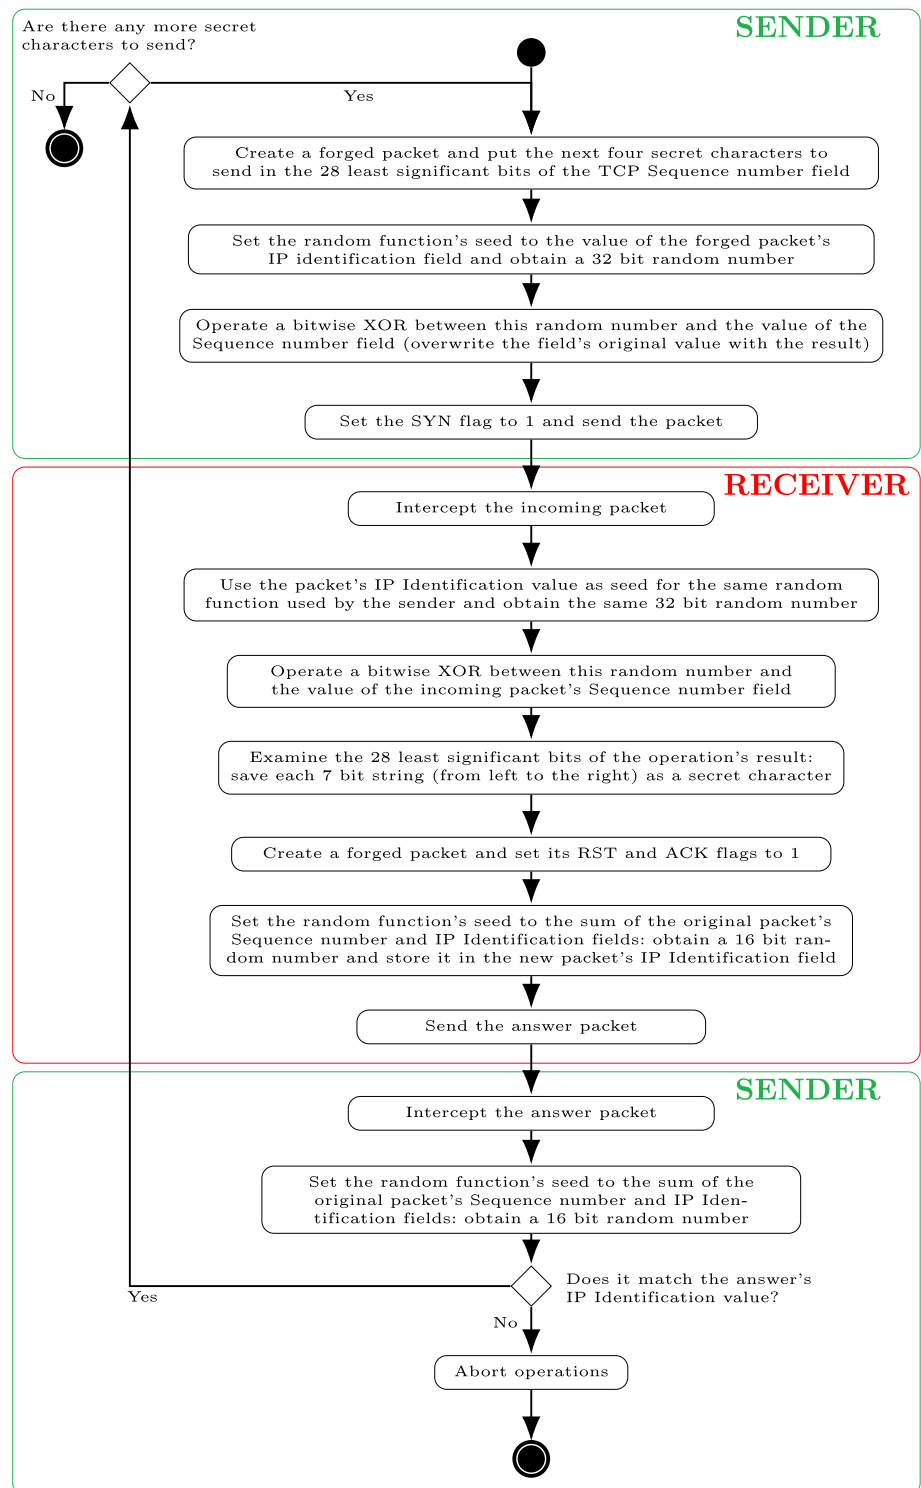 Are there any more secret
characters to send?
SENDER
No
Yes
Create a forged packet and put the next four secret characters to
send in the 28 least significant bits of the TCP Sequence number field
Set the random function's seed to the value of the forged packet's
IP identification field and obtain a 32 bit random number
Operate a bitwise XOR between this random number and the value of the
Sequence number field (overwrite the field's original value with the result)
Set the SYN flag to 1 and send the packet
RECEIVER
Intercept the incoming packet
Use the packet's IP Identification value as seed for the same random
function used by the sender and obtain the same 32 bit random number
Operate a bitwise XOR between this random number and
the value of the incoming packet's Sequence number field
Examine the 28 least significant bits of the operation's result:
save each 7 bit string (from left to the right) as a secret character
Create a forged packet and set its RST and ACK flags to 1
Set the random function's seed to the sum of the original packet's
Sequence number and IP Identification fields: obtain a 16 bit ran-
dom number and store it in the new packet's IP Identification field
Send the answer packet
SENDER
Intercept the answer packet
Set the random function's seed to the sum of the
original packet's Sequence number and IP Iden-
tification fields: obtain a 16 bit random number
Does it match the answer's
IP Identification value?
Yes
No
Abort operations